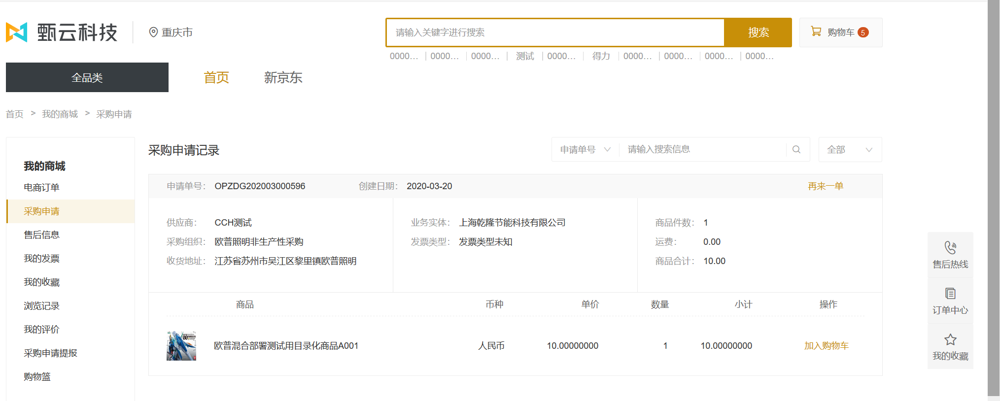 甄云科技
重庆市
请输入关键字进行搜索
搜索
购物车 5
0000... | 0000... | 0000... | 测试 | 0000... | 得力 | 0000... | 0000... | 0000... | 0000...
全品类
首页
新京东
首页 > 我的商城 > 采购申请
我的商城
电商订单
采购申请
售后信息
我的发票
我的收藏
浏览记录
我的评价
采购申请提报
购物篮
采购申请记录
申请单号
请输入搜索信息
全部
申请单号： OPZDG202003000596 创建日期： 2020-03-20 再来一单
供应商： CCH测试
采购组织： 欧普照明非生产性采购
收货地址： 江苏省苏州市吴江区黎里镇欧普照明
业务实体： 上海乾隆节能科技有限公司
发票类型： 发票类型未知
商品件数： 1
运费： 0.00
商品合计： 10.00
商品 币种 单价 数量 小计 操作
欧普混合部署测试用目录化商品A001 人民币 10.00000000 1 10.00000000 加入购物车
售后热线
订单中心
我的收藏